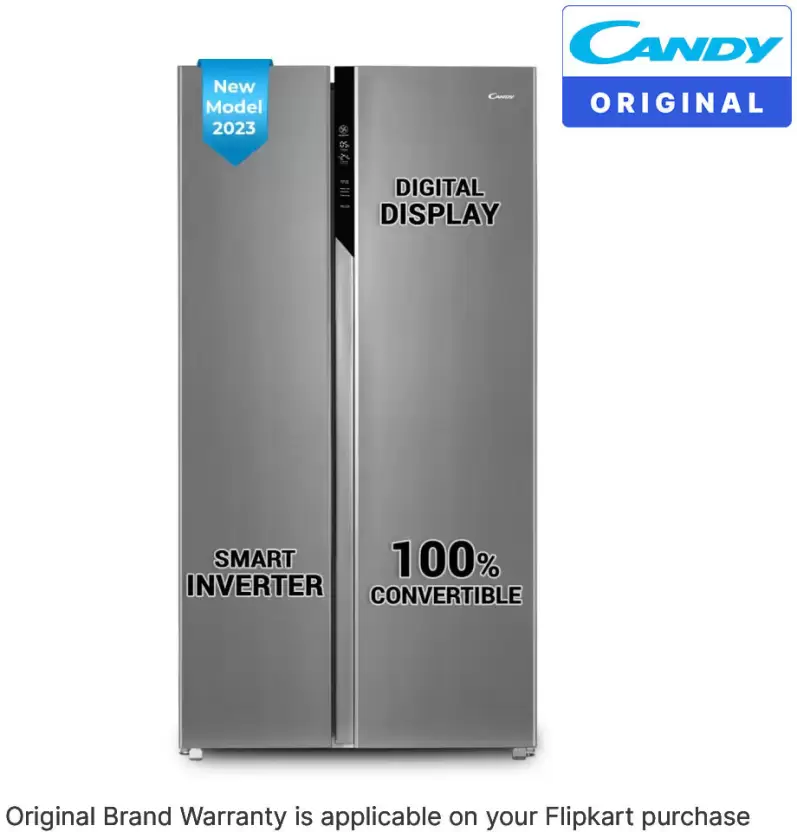 CANDY
ORIGINAL
New
Model
2023
CANDY
DIGITAL
DISPLAY
SMART
INVERTER
100%
CONVERTIBLE
Original Brand Warranty is applicable on your Flipkart purchase